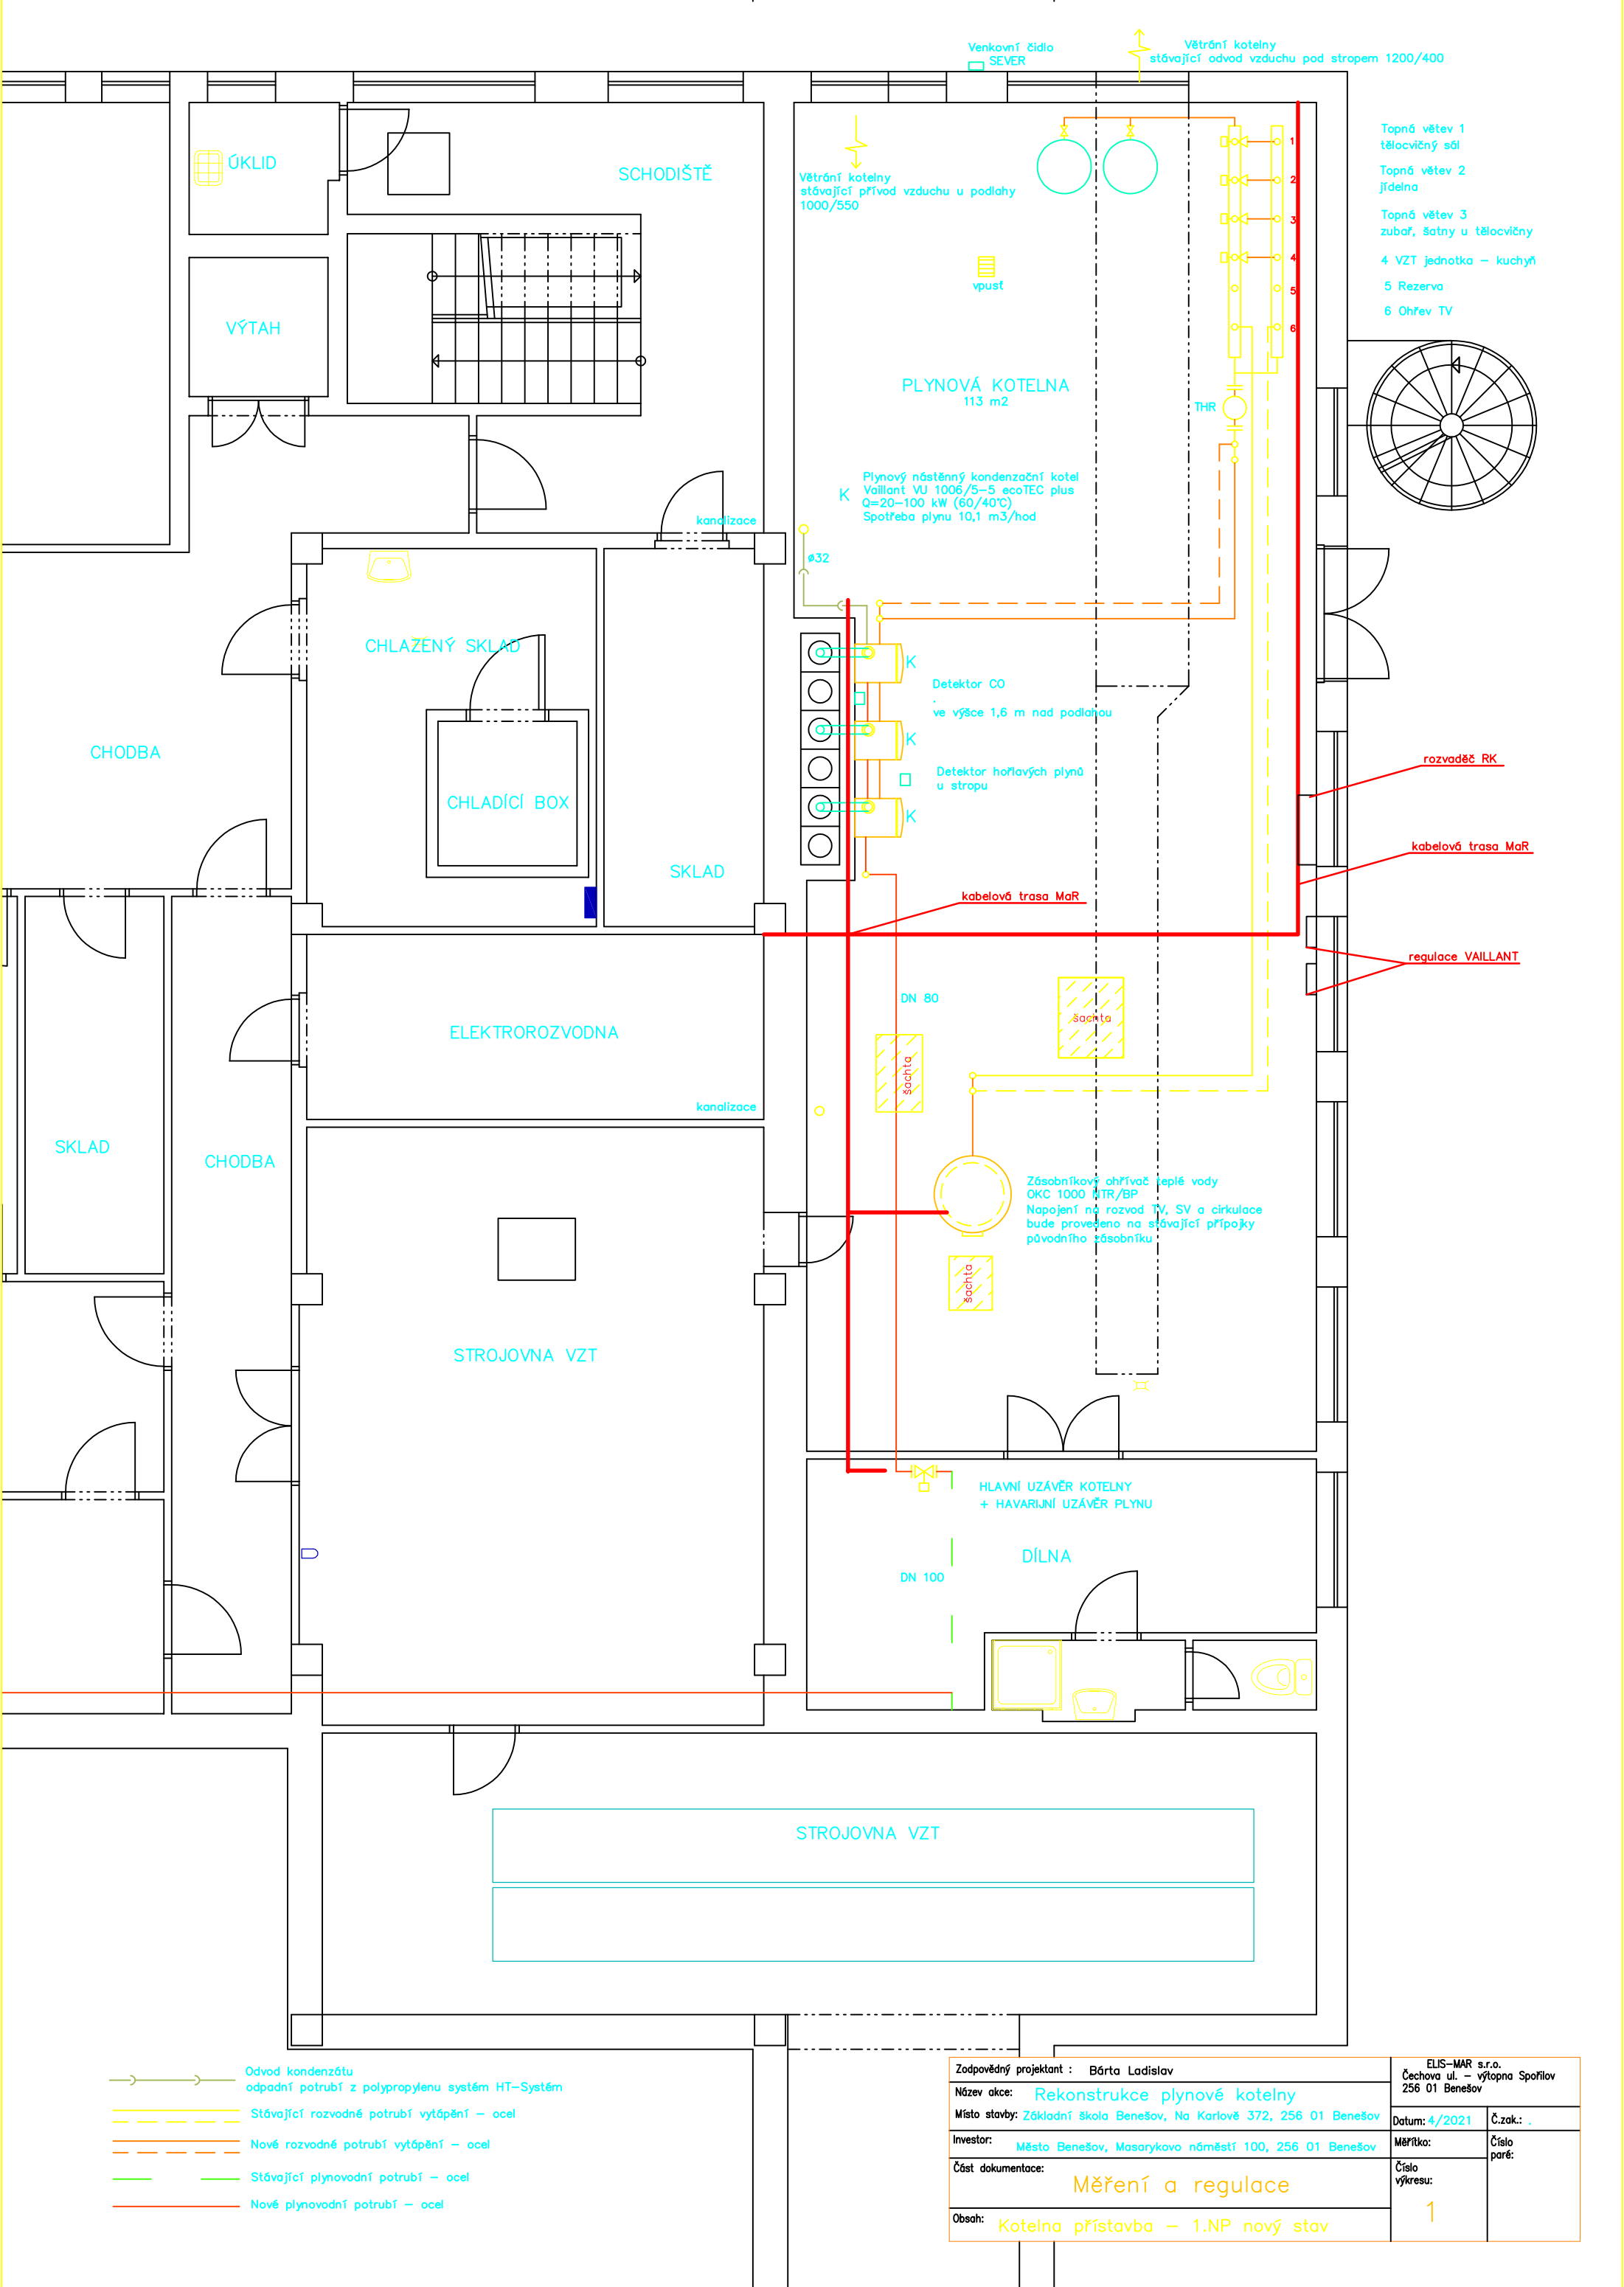 Venkovní čidlo
SEVER
Větrání kotelny
stávající odvod vzduchu pod stropem 1200/400
ÚKLID
SCHODIŠTĚ
Větrání kotelny
stávající přívod vzduchu u podlahy
1000/550
1
2
3
4
5
6
Topná větev 1
tělocvičný sál
Topná větev 2
jídelna
Topná větev 3
zubař, šatny u tělocvičny
4 VZT jednotka – kuchyň
5 Rezerva
6 Ohřev TV
vpusť
VÝTAH
PLYNOVÁ KOTELNA
113 m2
THR
K
Plynový nástěnný kondenzační kotel
Vaillant VU 1006/5-5 ecoTEC plus
Q=20-100 kW (60/40°C)
Spotřeba plynu 10,1 m3/hod
kanalizace
ø32
CHLAZENÝ SKLAD
K
Detektor CO
.
ve výšce 1,6 m nad podlahou
K
CHODBA
Detektor hořlavých plynů
u stropu
rozvaděč RK
CHLADÍCÍ BOX
K
kabelová trasa MaR
SKLAD
kabelová trasa MaR
regulace VAILLANT
DN 80
šachta
ELEKTROROZVODNA
šachta
kanalizace
SKLAD
CHODBA
Zásobníkový ohřívač teplé vody
OKC 1000 NTR/BP
Napojení na rozvod TV, SV a cirkulace
bude provedeno na stávající přípojky
původního zásobníku
šachta
STROJOVNA VZT
HLAVNÍ UZÁVĚR KOTELNY
+ HAVARIJNÍ UZÁVĚR PLYNU
DÍLNA
DN 100
STROJOVNA VZT
Odvod kondenzátu
odpadní potrubí z polypropylenu systém HT-Systém
Stávající rozvodné potrubí vytápění – ocel
Nové rozvodné potrubí vytápění – ocel
Stávající plynovodní potrubí – ocel
Nové plynovodní potrubí – ocel
Zodpovědný projektant : Bárta Ladislav
ELIS-MAR s.r.o.
Čechova ul. – výtopna Spořilov
256 01 Benešov
Název akce: Rekonstrukce plynové kotelny
Místo stavby: Základní škola Benešov, Na Karlově 372, 256 01 Benešov
Datum: 4/2021
Č.zak.: .
Investor: Město Benešov, Masarykovo náměstí 100, 256 01 Benešov
Měřítko:
Číslo
paré:
Část dokumentace:
Měření a regulace
Číslo
výkresu:
1
Obsah: Kotelna přístavba – 1.NP nový stav